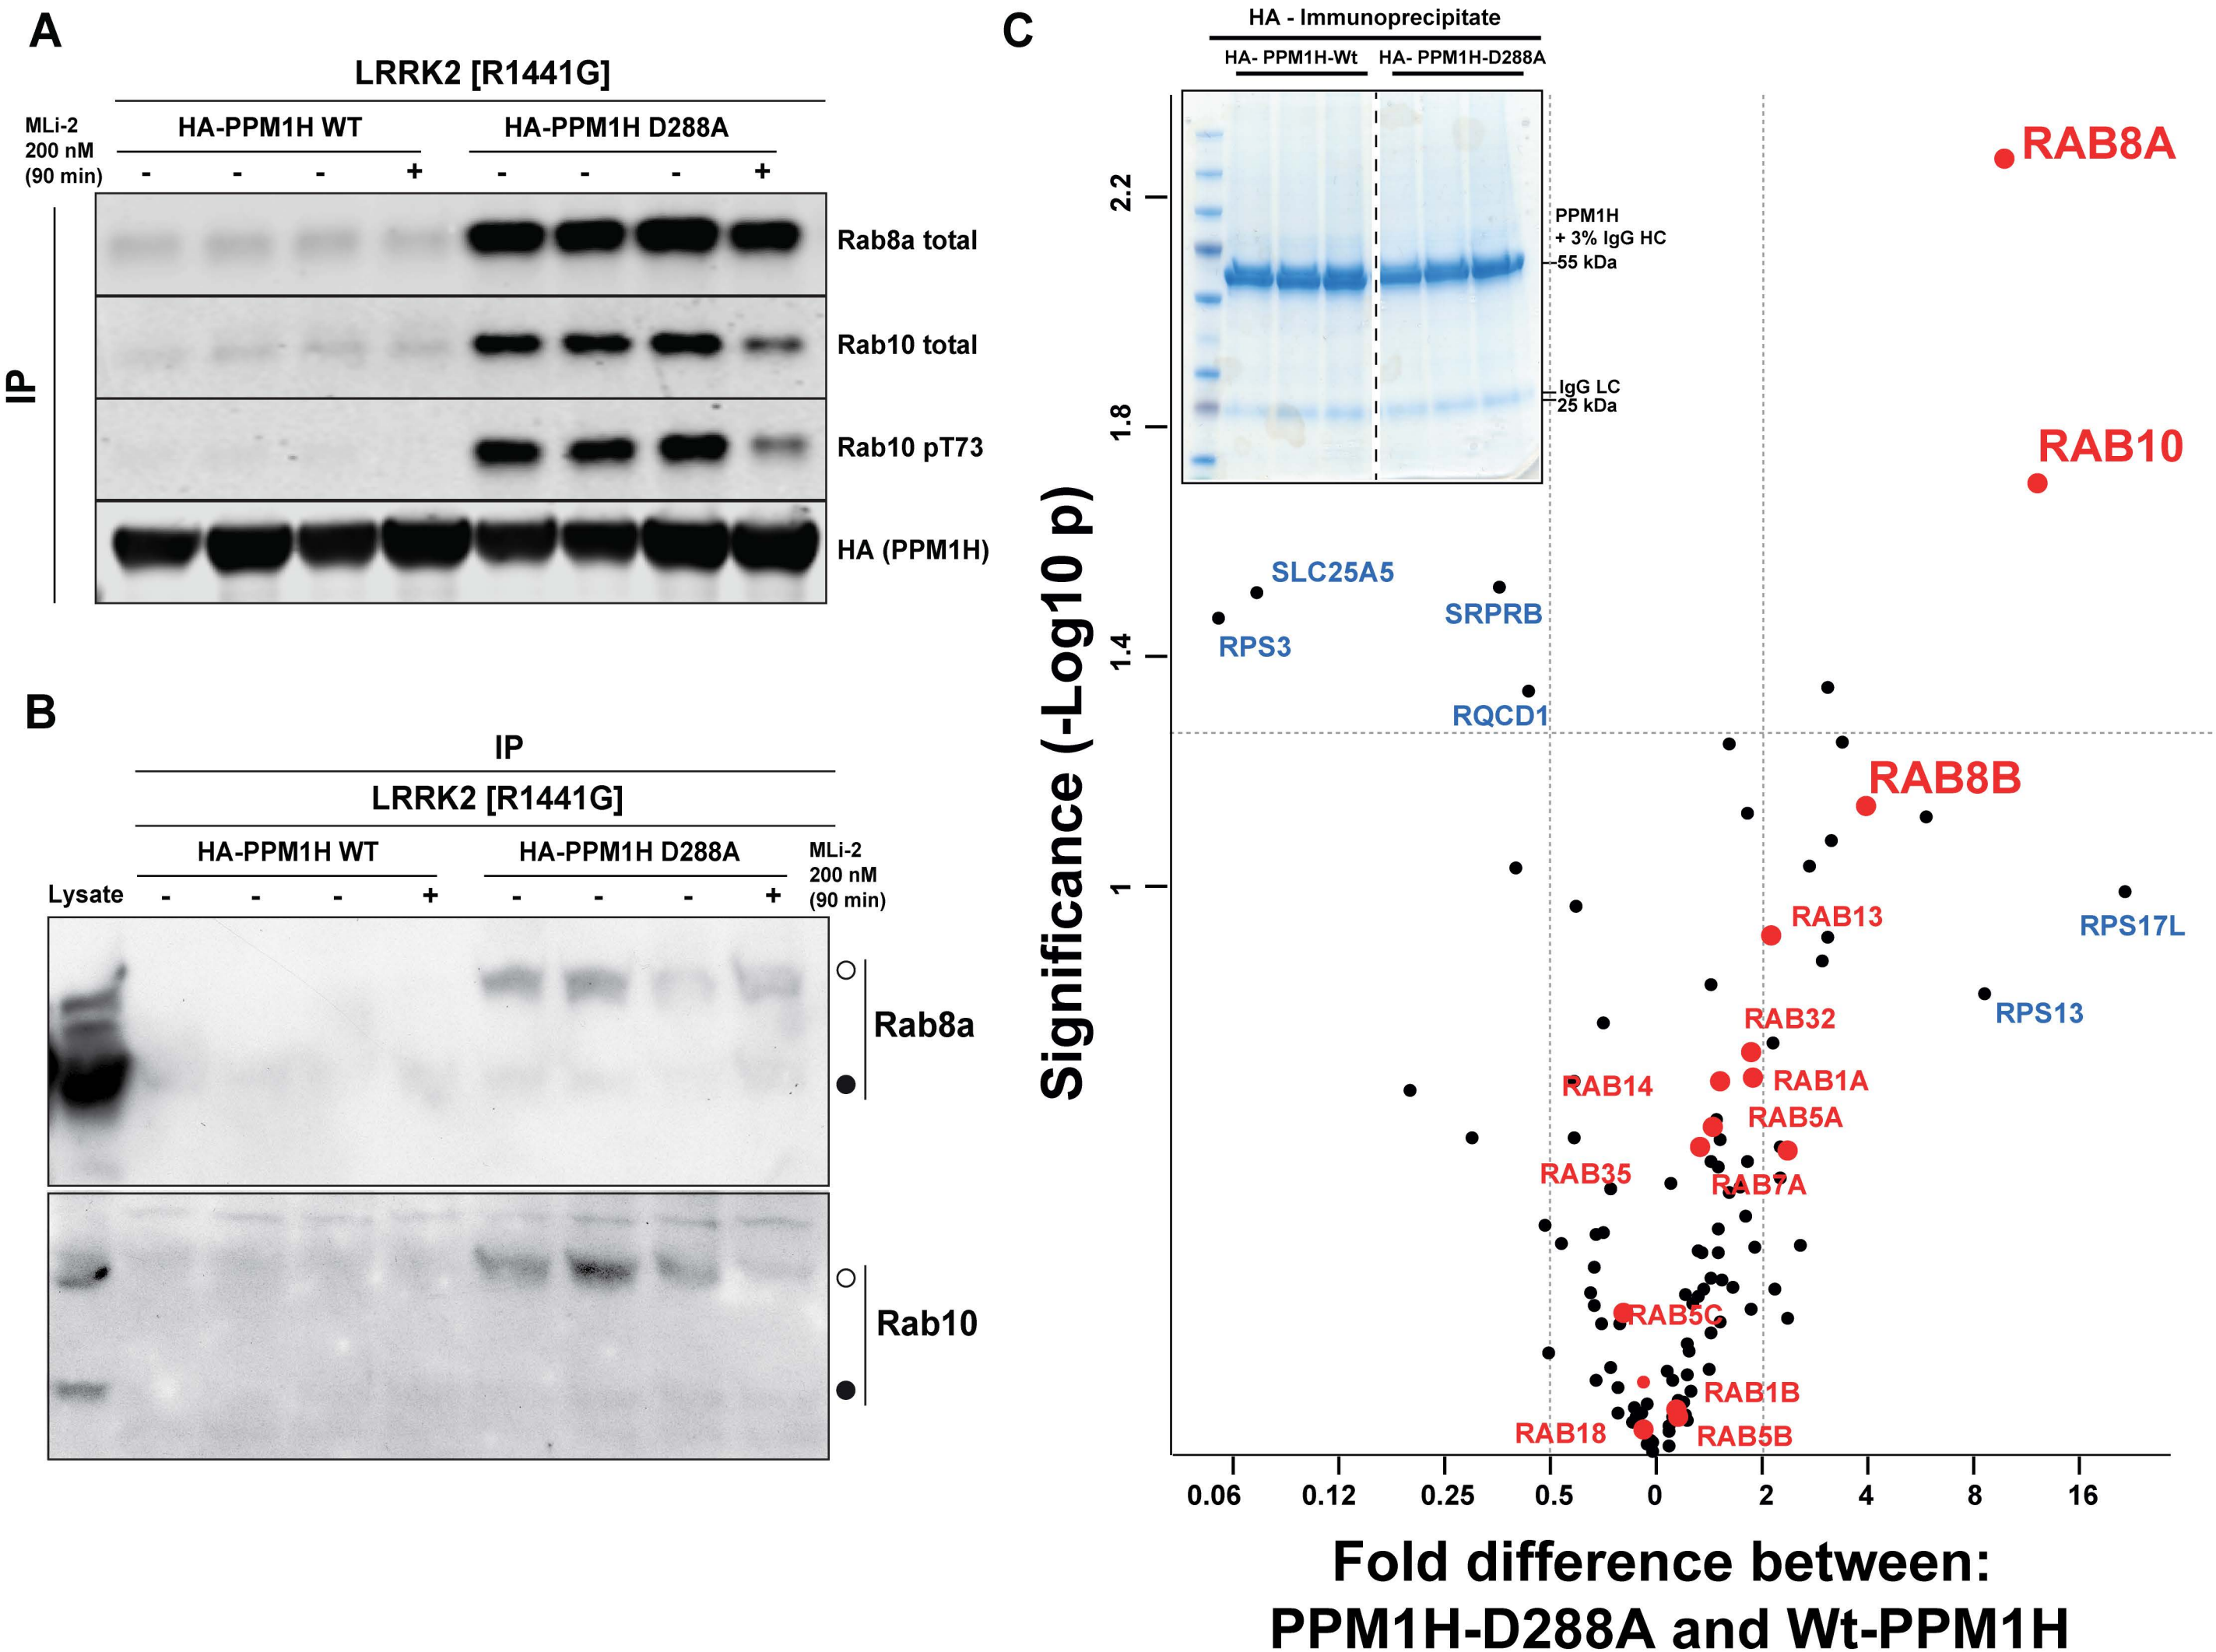 A
LRRK2 [R1441G]
MLi-2
200 nM
(90 min)
HA-PPM1H WT
HA-PPM1H D288A
- - - + - - - +
IP
Rab8a total
Rab10 total
Rab10 pT73
HA (PPM1H)
B
IP
LRRK2 [R1441G]
HA-PPM1H WT
HA-PPM1H D288A
MLi-2
200 nM
(90 min)
Lysate - - - + - - - +
Rab8a
Rab10
C
HA - Immunoprecipitate
HA- PPM1H-Wt HA- PPM1H-D288A
PPM1H
+ 3% IgG HC
55 kDa
IgG LC
25 kDa
Significance (-Log10 p)
2.2
1.8
1.4
1
RAB8A
RAB10
SLC25A5
SRPRB
RPS3
RQCD1
RAB8B
RAB13
RPS17L
RPS13
RAB32
RAB14
RAB1A
RAB5A
RAB35
RAB7A
RAB5C
RAB1B
RAB18
RAB5B
0.06 0.12 0.25 0.5 0 2 4 8 16
Fold difference between:
PPM1H-D288A and Wt-PPM1H